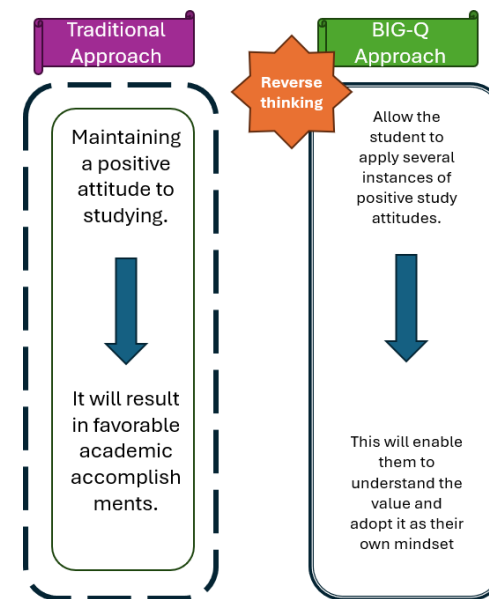 Traditional
Approach
Maintaining
a positive
attitude to
studying.
It will result
in favorable
academic
accomplish
ments.
Reverse
thinking
BIG-Q
Approach
Allow the
student to
apply several
instances of
positive study
attitudes.
This will enable
them to
understand the
value and
adopt it as their
own mindset